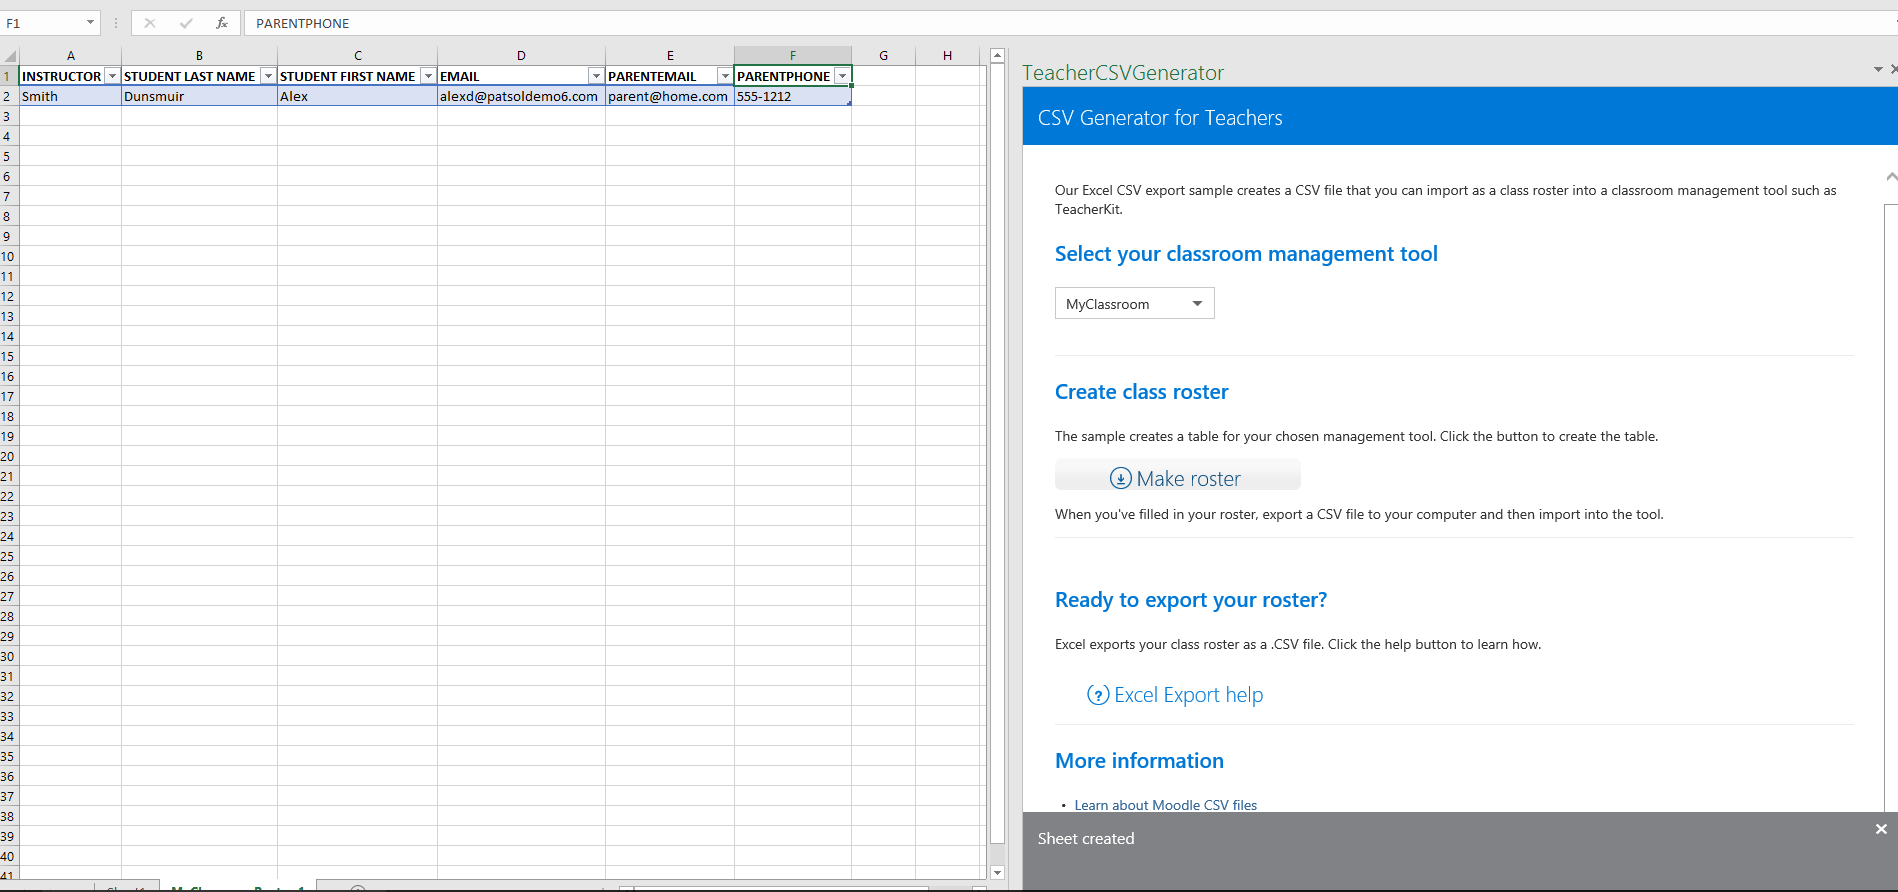 F1 fx PARENTPHONE
A B C D E F G H
1 INSTRUCTOR STUDENT LAST NAME STUDENT FIRST NAME EMAIL PARENTEMAIL PARENTPHONE
2 Smith Dunsmuir Alex alexd@patsoldemo6.com parent@home.com 555-1212
3
4
5
6
7
8
9
10
11
12
13
14
15
16
17
18
19
20
21
22
23
24
25
26
27
28
29
30
31
32
33
34
35
36
37
38
39
40
41
TeacherCSVGenerator
CSV Generator for Teachers
Our Excel CSV export sample creates a CSV file that you can import as a class roster into a classroom management tool such as
TeacherKit.
Select your classroom management tool
MyClassroom
Create class roster
The sample creates a table for your chosen management tool. Click the button to create the table.
Make roster
When you've filled in your roster, export a CSV file to your computer and then import into the tool.
Ready to export your roster?
Excel exports your class roster as a .CSV file. Click the help button to learn how.
? Excel Export help
More information
• Learn about Moodle CSV files
Sheet created